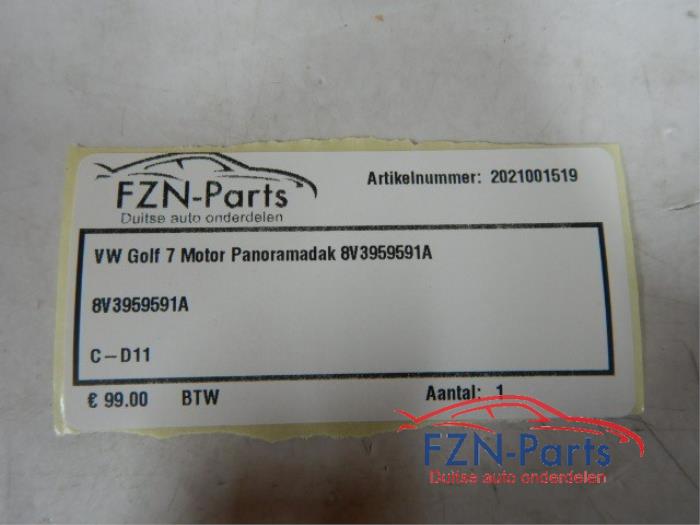 FZN-Parts
Duitse auto onderdelen
Artikelnummer: 2021001519
VW Golf 7 Motor Panoramadak 8V3959591A
8V3959591A
C-D11
€ 99.00 BTW Aantal: 1
FZN-Parts
Duitse auto onderdelen